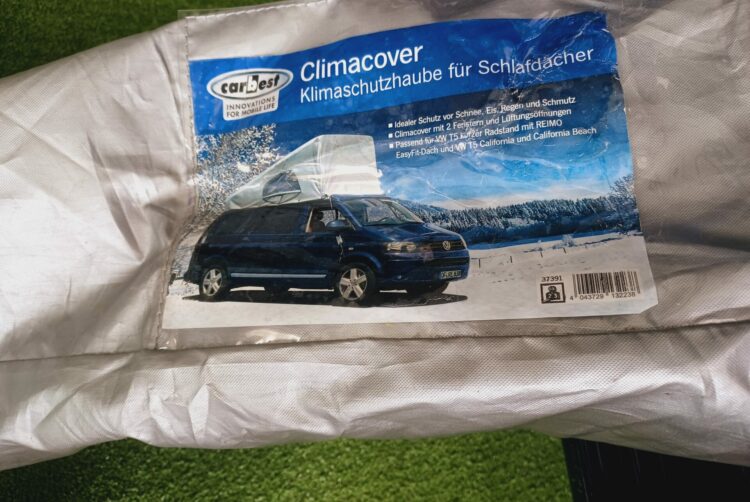 carbest
INNOVATIONS
FOR MOBILE LIFE
Climacover
Klimaschutzhaube für Schlafdächer
Idealer Schutz vor Schnee, Eis, Regen und Schmutz
Climacover mit 2 Fenstern und Lüftungsöffnungen
Passend für VW T5 kurzer Radstand mit REIMO
EasyFit-Dach und VW T5 California und California Beach
37391
4 043729 132238